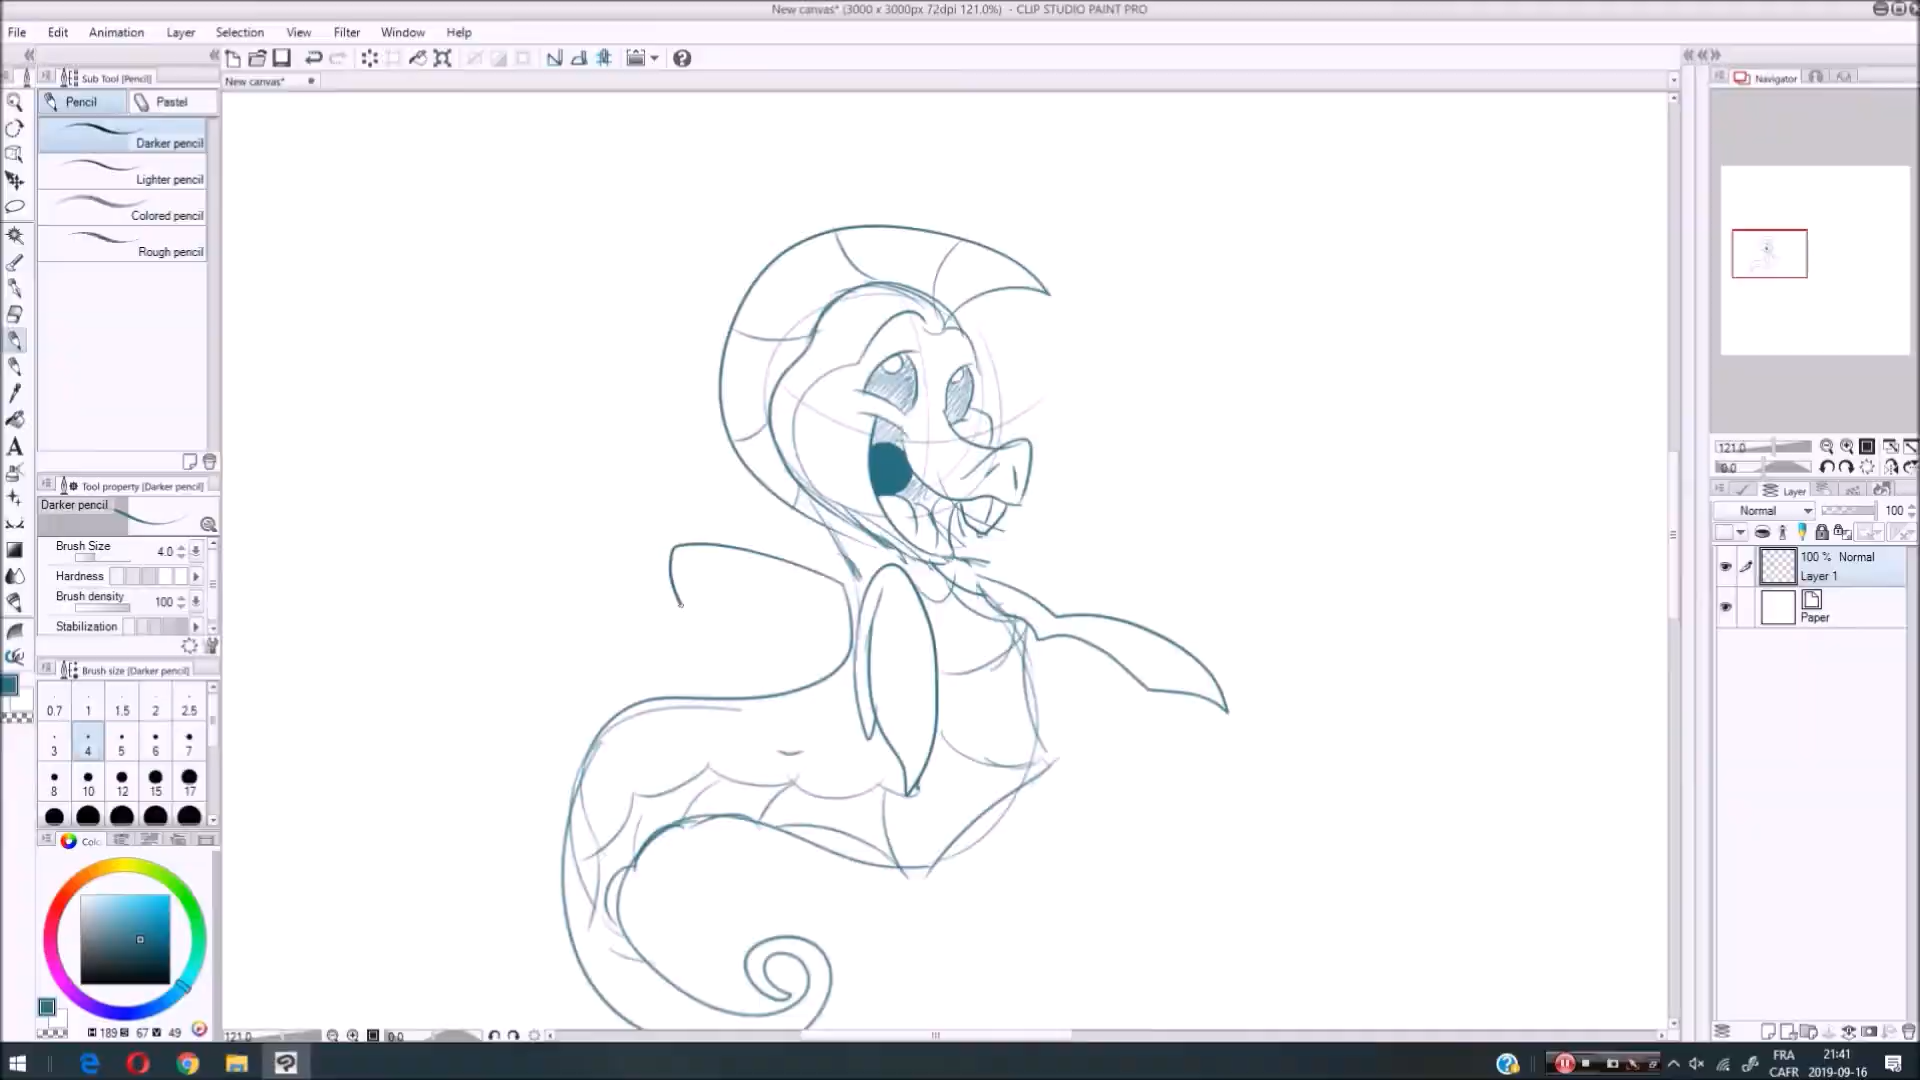 New canvas* (3000 x 3000px 72dpi 121.0%) - CLIP STUDIO PAINT PRO
File Edit Animation Layer Selection View Filter Window Help
Sub Tool [Pencil]
New canvas*
Navigator
Pencil Pastel
Darker pencil
Lighter pencil
Colored pencil
Rough pencil
Tool property [Darker pencil]
Darker pencil
Brush Size 4.0
Hardness
Brush density 100
Stabilization
Brush size [Darker pencil]
0.7 1 1.5 2 2.5
3 4 5 6 7
8 10 12 15 17
H 189 S 67 V 49
121.0 0.0
121.0
0.0
Layer
Normal 100
100 % Normal
Layer 1
Paper
FRA
CAFR
21:41
2019-09-16